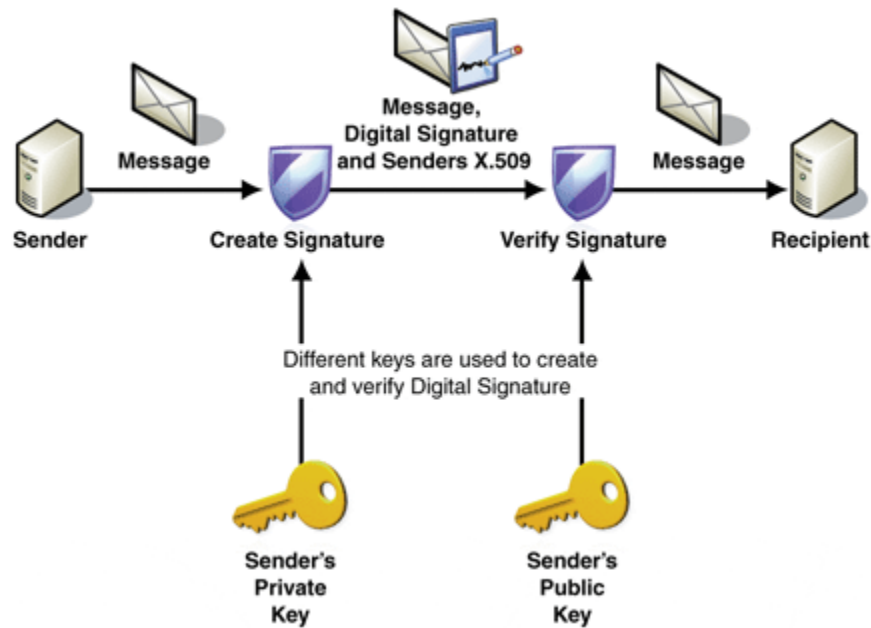 Message,
Digital Signature
and Senders X.509
Message
Message
Sender
Create Signature
Verify Signature
Recipient
Different keys are used to create
and verify Digital Signature
Sender's
Private
Key
Sender's
Public
Key